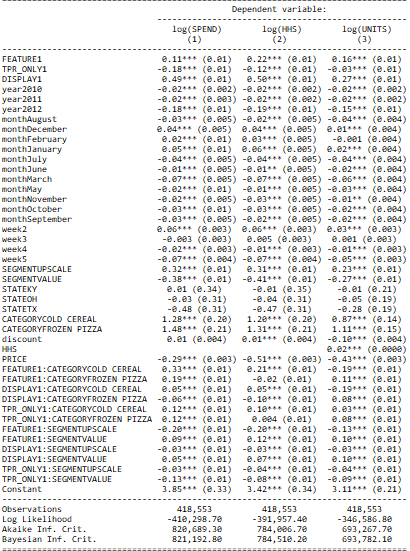 Dependent variable:
log(SPEND) log(HHS) log(UNITS)
(1) (2) (3)
FEATURE1 0.11*** (0.01) 0.22*** (0.01) 0.16*** (0.01)
TPR_ONLY1 -0.18*** (0.01) -0.12*** (0.01) -0.03*** (0.01)
DISPLAY1 0.49*** (0.01) 0.50*** (0.01) 0.27*** (0.01)
year2010 -0.02*** (0.002) -0.02*** (0.002) -0.02*** (0.002)
year2011 -0.02*** (0.003) -0.02*** (0.002) -0.02*** (0.002)
year2012 -0.18*** (0.01) -0.19*** (0.01) -0.15*** (0.01)
monthAugust -0.03*** (0.005) -0.02*** (0.005) -0.04*** (0.004)
monthDecember 0.04*** (0.005) 0.04*** (0.005) 0.01*** (0.004)
monthFebruary 0.02*** (0.01) 0.03*** (0.005) -0.001 (0.004)
monthJanuary 0.05*** (0.01) 0.06*** (0.005) 0.02*** (0.004)
monthJuly -0.04*** (0.005) -0.04*** (0.005) -0.04*** (0.004)
monthJune -0.01*** (0.005) -0.01** (0.005) -0.02*** (0.004)
monthMarch -0.07*** (0.005) -0.07*** (0.005) -0.06*** (0.004)
monthMay -0.02*** (0.01) -0.01*** (0.005) -0.03*** (0.004)
monthNovember -0.02*** (0.005) -0.03*** (0.005) -0.01** (0.004)
monthOctober -0.03*** (0.01) -0.03*** (0.005) -0.02*** (0.004)
monthSeptember -0.03*** (0.005) -0.02*** (0.005) -0.02*** (0.004)
week2 0.06*** (0.003) 0.06*** (0.003) 0.03*** (0.003)
week3 -0.003 (0.003) 0.005 (0.003) 0.001 (0.003)
week4 -0.02*** (0.003) -0.01*** (0.003) -0.01*** (0.003)
week5 -0.07*** (0.004) -0.07*** (0.004) -0.05*** (0.003)
SEGMENTUPSCALE 0.32*** (0.01) 0.31*** (0.01) 0.23*** (0.01)
SEGMENTVALUE -0.38*** (0.01) -0.41*** (0.01) -0.27*** (0.01)
STATEKY 0.01 (0.34) -0.01 (0.35) -0.01 (0.21)
STATEOH -0.03 (0.31) -0.04 (0.31) -0.05 (0.19)
STATETX -0.48 (0.31) -0.47 (0.31) -0.28 (0.19)
CATEGORYCOLD CEREAL 1.28*** (0.20) 1.20*** (0.20) 0.87*** (0.14)
CATEGORYFROZEN PIZZA 1.48*** (0.21) 1.31*** (0.21) 1.11*** (0.15)
discount 0.01 (0.004) 0.01*** (0.004) -0.10*** (0.004)
HHS 0.02*** (0.0000)
PRICE -0.29*** (0.003) -0.51*** (0.003) -0.43*** (0.003)
FEATURE1:CATEGORYCOLD CEREAL 0.33*** (0.01) 0.21*** (0.01) -0.19*** (0.01)
FEATURE1:CATEGORYFROZEN PIZZA 0.19*** (0.01) -0.02 (0.01) 0.11*** (0.01)
DISPLAY1:CATEGORYCOLD CEREAL 0.05*** (0.01) 0.05*** (0.01) -0.19*** (0.01)
DISPLAY1:CATEGORYFROZEN PIZZA -0.06*** (0.01) -0.10*** (0.01) 0.08*** (0.01)
TPR_ONLY1:CATEGORYCOLD CEREAL 0.12*** (0.01) 0.10*** (0.01) 0.03*** (0.01)
TPR_ONLY1:CATEGORYFROZEN PIZZA 0.12*** (0.01) 0.004 (0.01) 0.08*** (0.01)
FEATURE1:SEGMENTUPSCALE -0.20*** (0.01) -0.20*** (0.01) -0.13*** (0.01)
FEATURE1:SEGMENTVALUE 0.09*** (0.01) 0.12*** (0.01) 0.10*** (0.01)
DISPLAY1:SEGMENTUPSCALE -0.03*** (0.01) -0.03*** (0.01) -0.02*** (0.01)
DISPLAY1:SEGMENTVALUE 0.05*** (0.01) 0.07*** (0.01) 0.10*** (0.01)
TPR_ONLY1:SEGMENTUPSCALE -0.03*** (0.01) -0.04*** (0.01) -0.04*** (0.01)
TPR_ONLY1:SEGMENTVALUE -0.13*** (0.01) -0.08*** (0.01) -0.09*** (0.01)
Constant 3.85*** (0.33) 3.42*** (0.34) 3.11*** (0.21)
Observations 418,553 418,553 418,553
Log Likelihood -410,298.70 -391,957.40 -346,586.80
Akaike Inf. Crit. 820,689.30 784,006.70 693,267.70
Bayesian Inf. Crit. 821,192.80 784,510.20 693,782.10